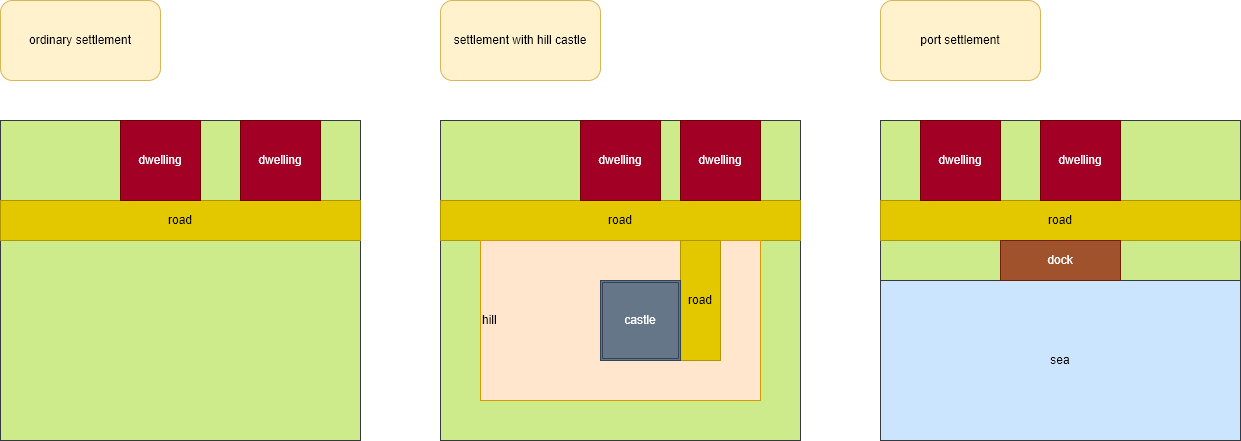 ordinary settlement
settlement with hill castle
port settlement
dwelling
dwelling
dwelling
dwelling
dwelling
dwelling
road
road
road
dock
road
castle
hill
sea